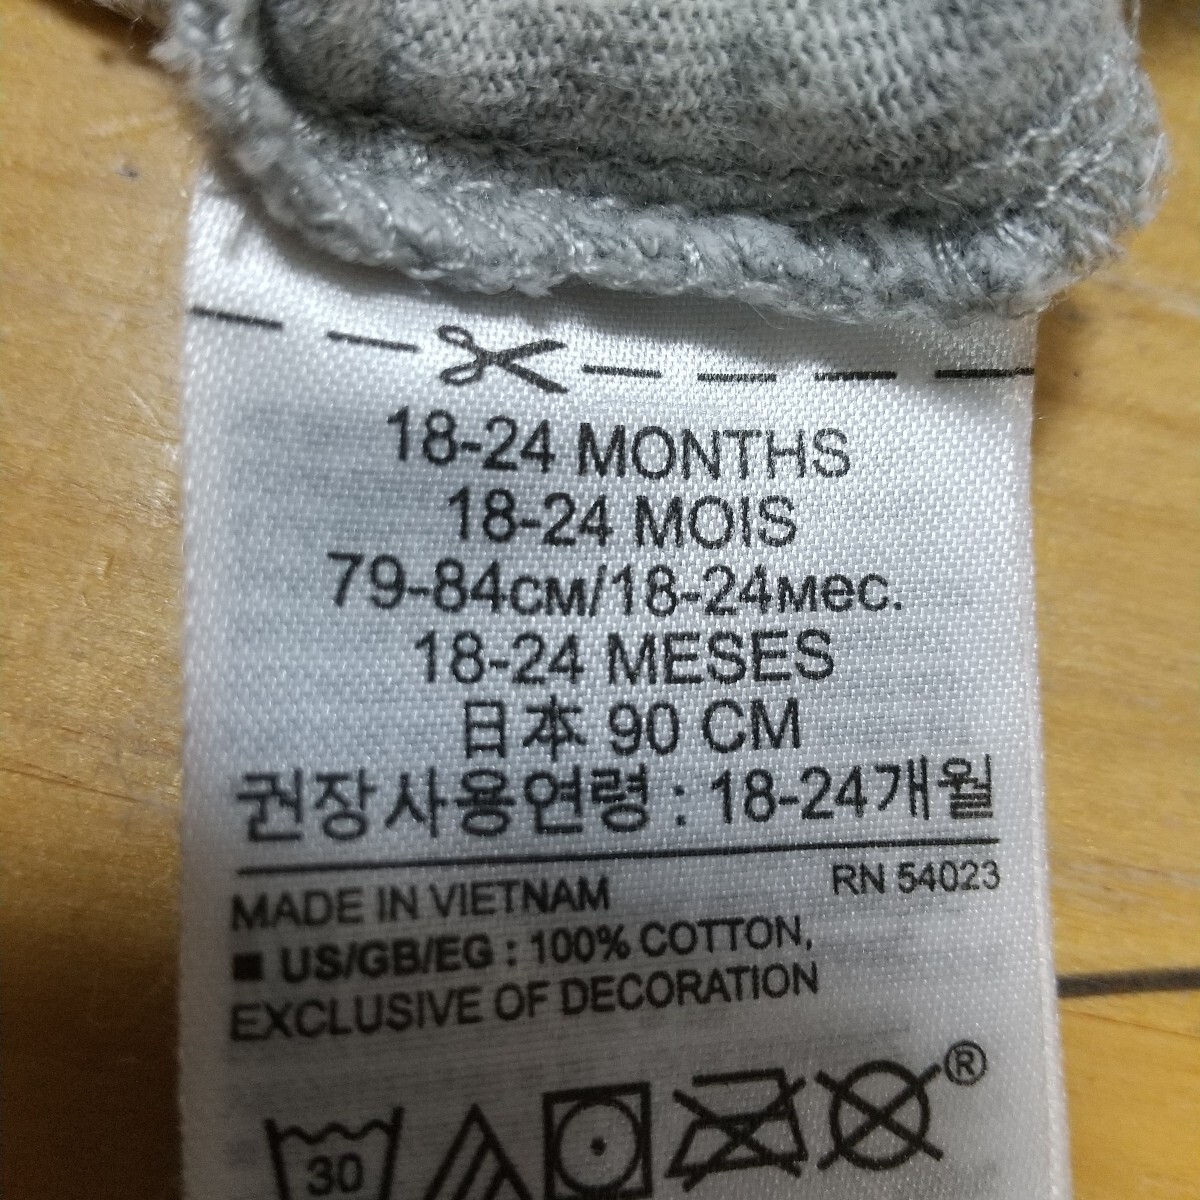 18-24 MONTHS
18-24 MOIS
79-84см/18-24мес.
18-24 MESES
日本 90 CM
권장사용연령 : 18-24개월
RN 54023
MADE IN VIETNAM
■ US/GB/EG : 100% COTTON,
EXCLUSIVE OF DECORATION
30
®